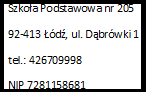 Szkoła Podstawowa nr 205
92-413 Łódź, ul. Dąbrówki 1
tel.: 426709998
NIP 7281158681